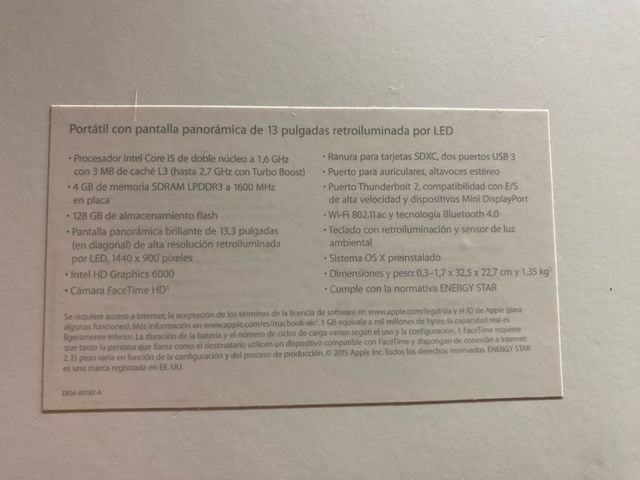 Portátil con pantalla panorámica de 13 pulgadas retroiluminada por LED
• Procesador Intel Core i5 de doble núcleo a 1,6 GHz
con 3 MB de caché L3 (hasta 2,7 GHz con Turbo Boost)
• 4 GB de memoria SDRAM LPDDR3 a 1600 MHz
en placa
• 128 GB de almacenamiento flash
• Pantalla panorámica brillante de 13,3 pulgadas
(en diagonal) de alta resolución retroiluminada
por LED, 1440 x 900 píxeles
• Intel HD Graphics 6000
• Cámara FaceTime HD¹
• Ranura para tarjetas SDXC, dos puertos USB 3
• Puerto para auriculares, altavoces estéreo
• Puerto Thunderbolt 2, compatibilidad con E/S
de alta velocidad y dispositivos Mini DisplayPort
• Wi-Fi 802.11ac y tecnología Bluetooth 4.0
• Teclado con retroiluminación y sensor de luz
ambiental
• Sistema OS X preinstalado
• Dimensiones y peso: 0,3–1,7 x 32,5 x 22,7 cm y 1,35 kg²
• Cumple con la normativa ENERGY STAR
Se requiere acceso a Internet, la aceptación de los términos de la licencia de software en www.apple.com/legal/sla y el ID de Apple (para
algunas funciones). Más información en www.apple.com/es/macbook-air/. 1 GB equivale a mil millones de bytes; la capacidad real es
ligeramente inferior. La duración de la batería y el número de ciclos de carga varían según el uso y la configuración. 1. FaceTime requiere
que tanto la persona que llama como el destinatario utilicen un dispositivo compatible con FaceTime y dispongan de conexión a Internet.
2. El peso varía en función de la configuración y del proceso de producción. © 2015 Apple Inc. Todos los derechos reservados. ENERGY STAR
es una marca registrada en EE. UU.
ER26-00787-A